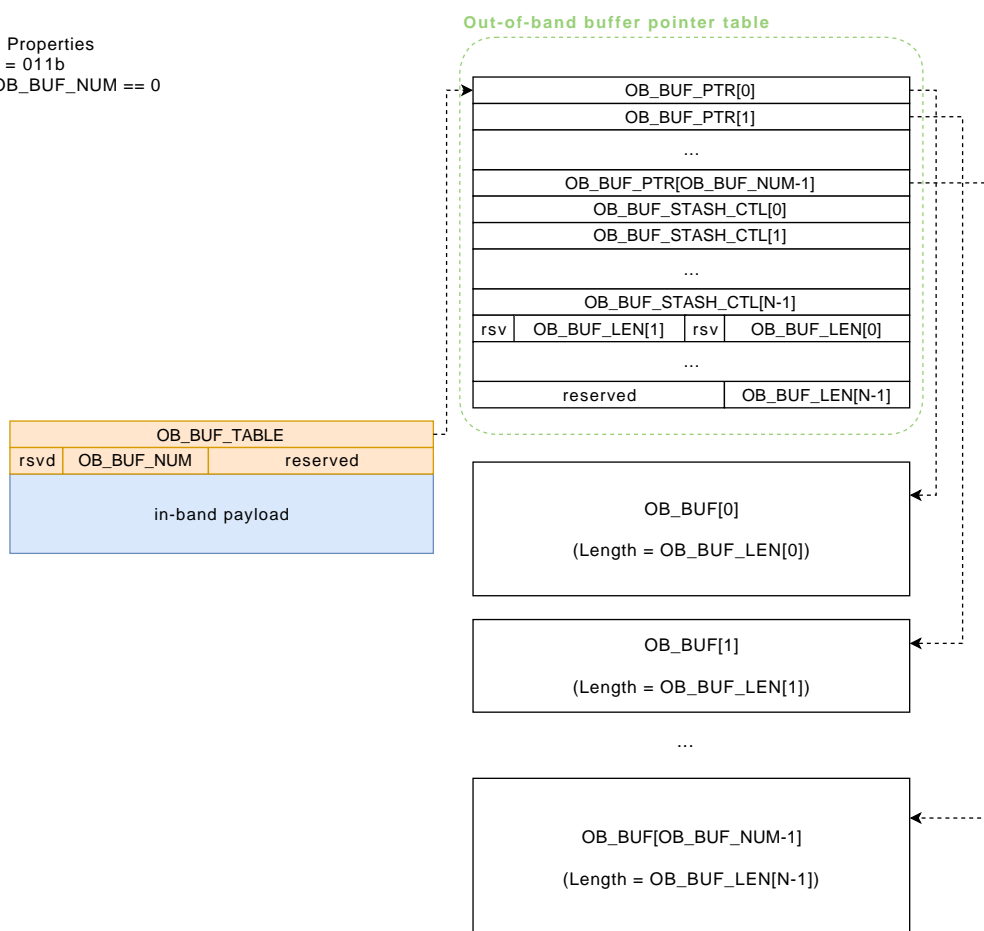 Out-of-band buffer pointer table
Properties
= 011b
OB_BUF_NUM == 0
OB_BUF_PTR[0]
OB_BUF_PTR[1]
...
OB_BUF_PTR[OB_BUF_NUM-1]
OB_BUF_STASH_CTL[0]
OB_BUF_STASH_CTL[1]
...
OB_BUF_STASH_CTL[N-1]
rsv OB_BUF_LEN[1] rsv OB_BUF_LEN[0]
...
reserved OB_BUF_LEN[N-1]
OB_BUF_TABLE
rsvd OB_BUF_NUM reserved
in-band payload
OB_BUF[0]
(Length = OB_BUF_LEN[0])
OB_BUF[1]
(Length = OB_BUF_LEN[1])
...
OB_BUF[OB_BUF_NUM-1]
(Length = OB_BUF_LEN[N-1])